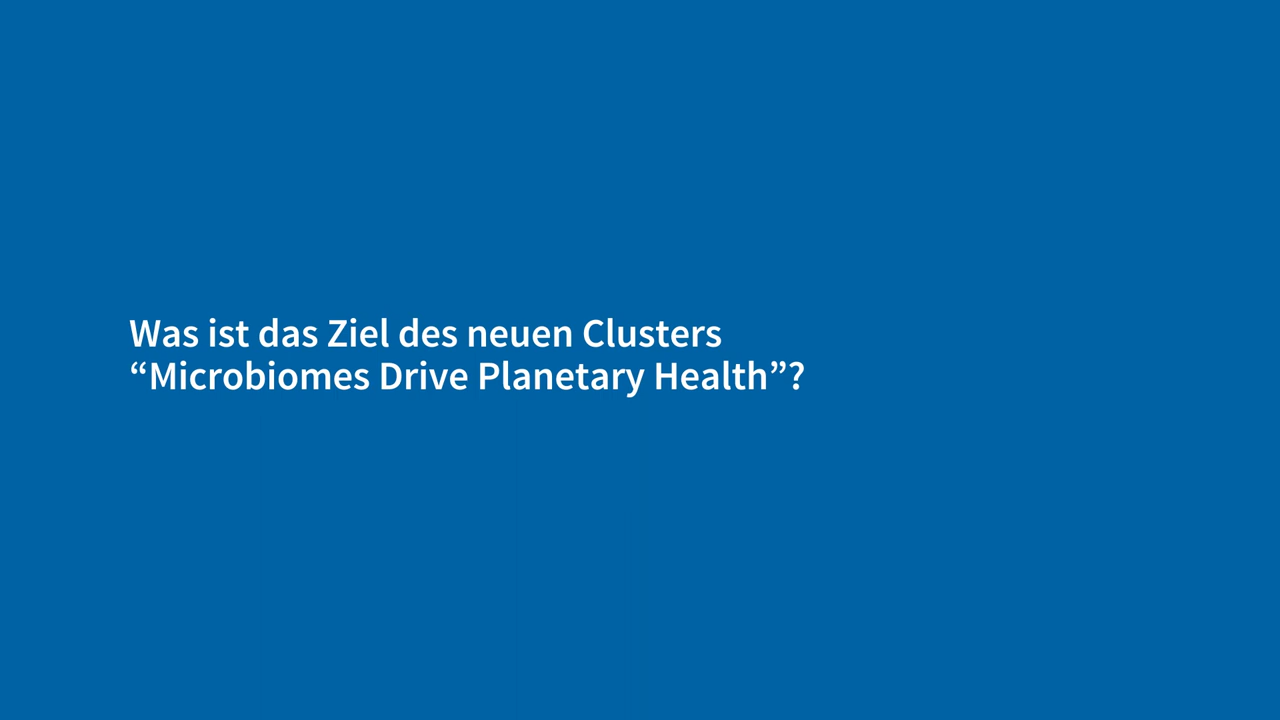 Was ist das Ziel des neuen Clusters
“Microbiomes Drive Planetary Health”?